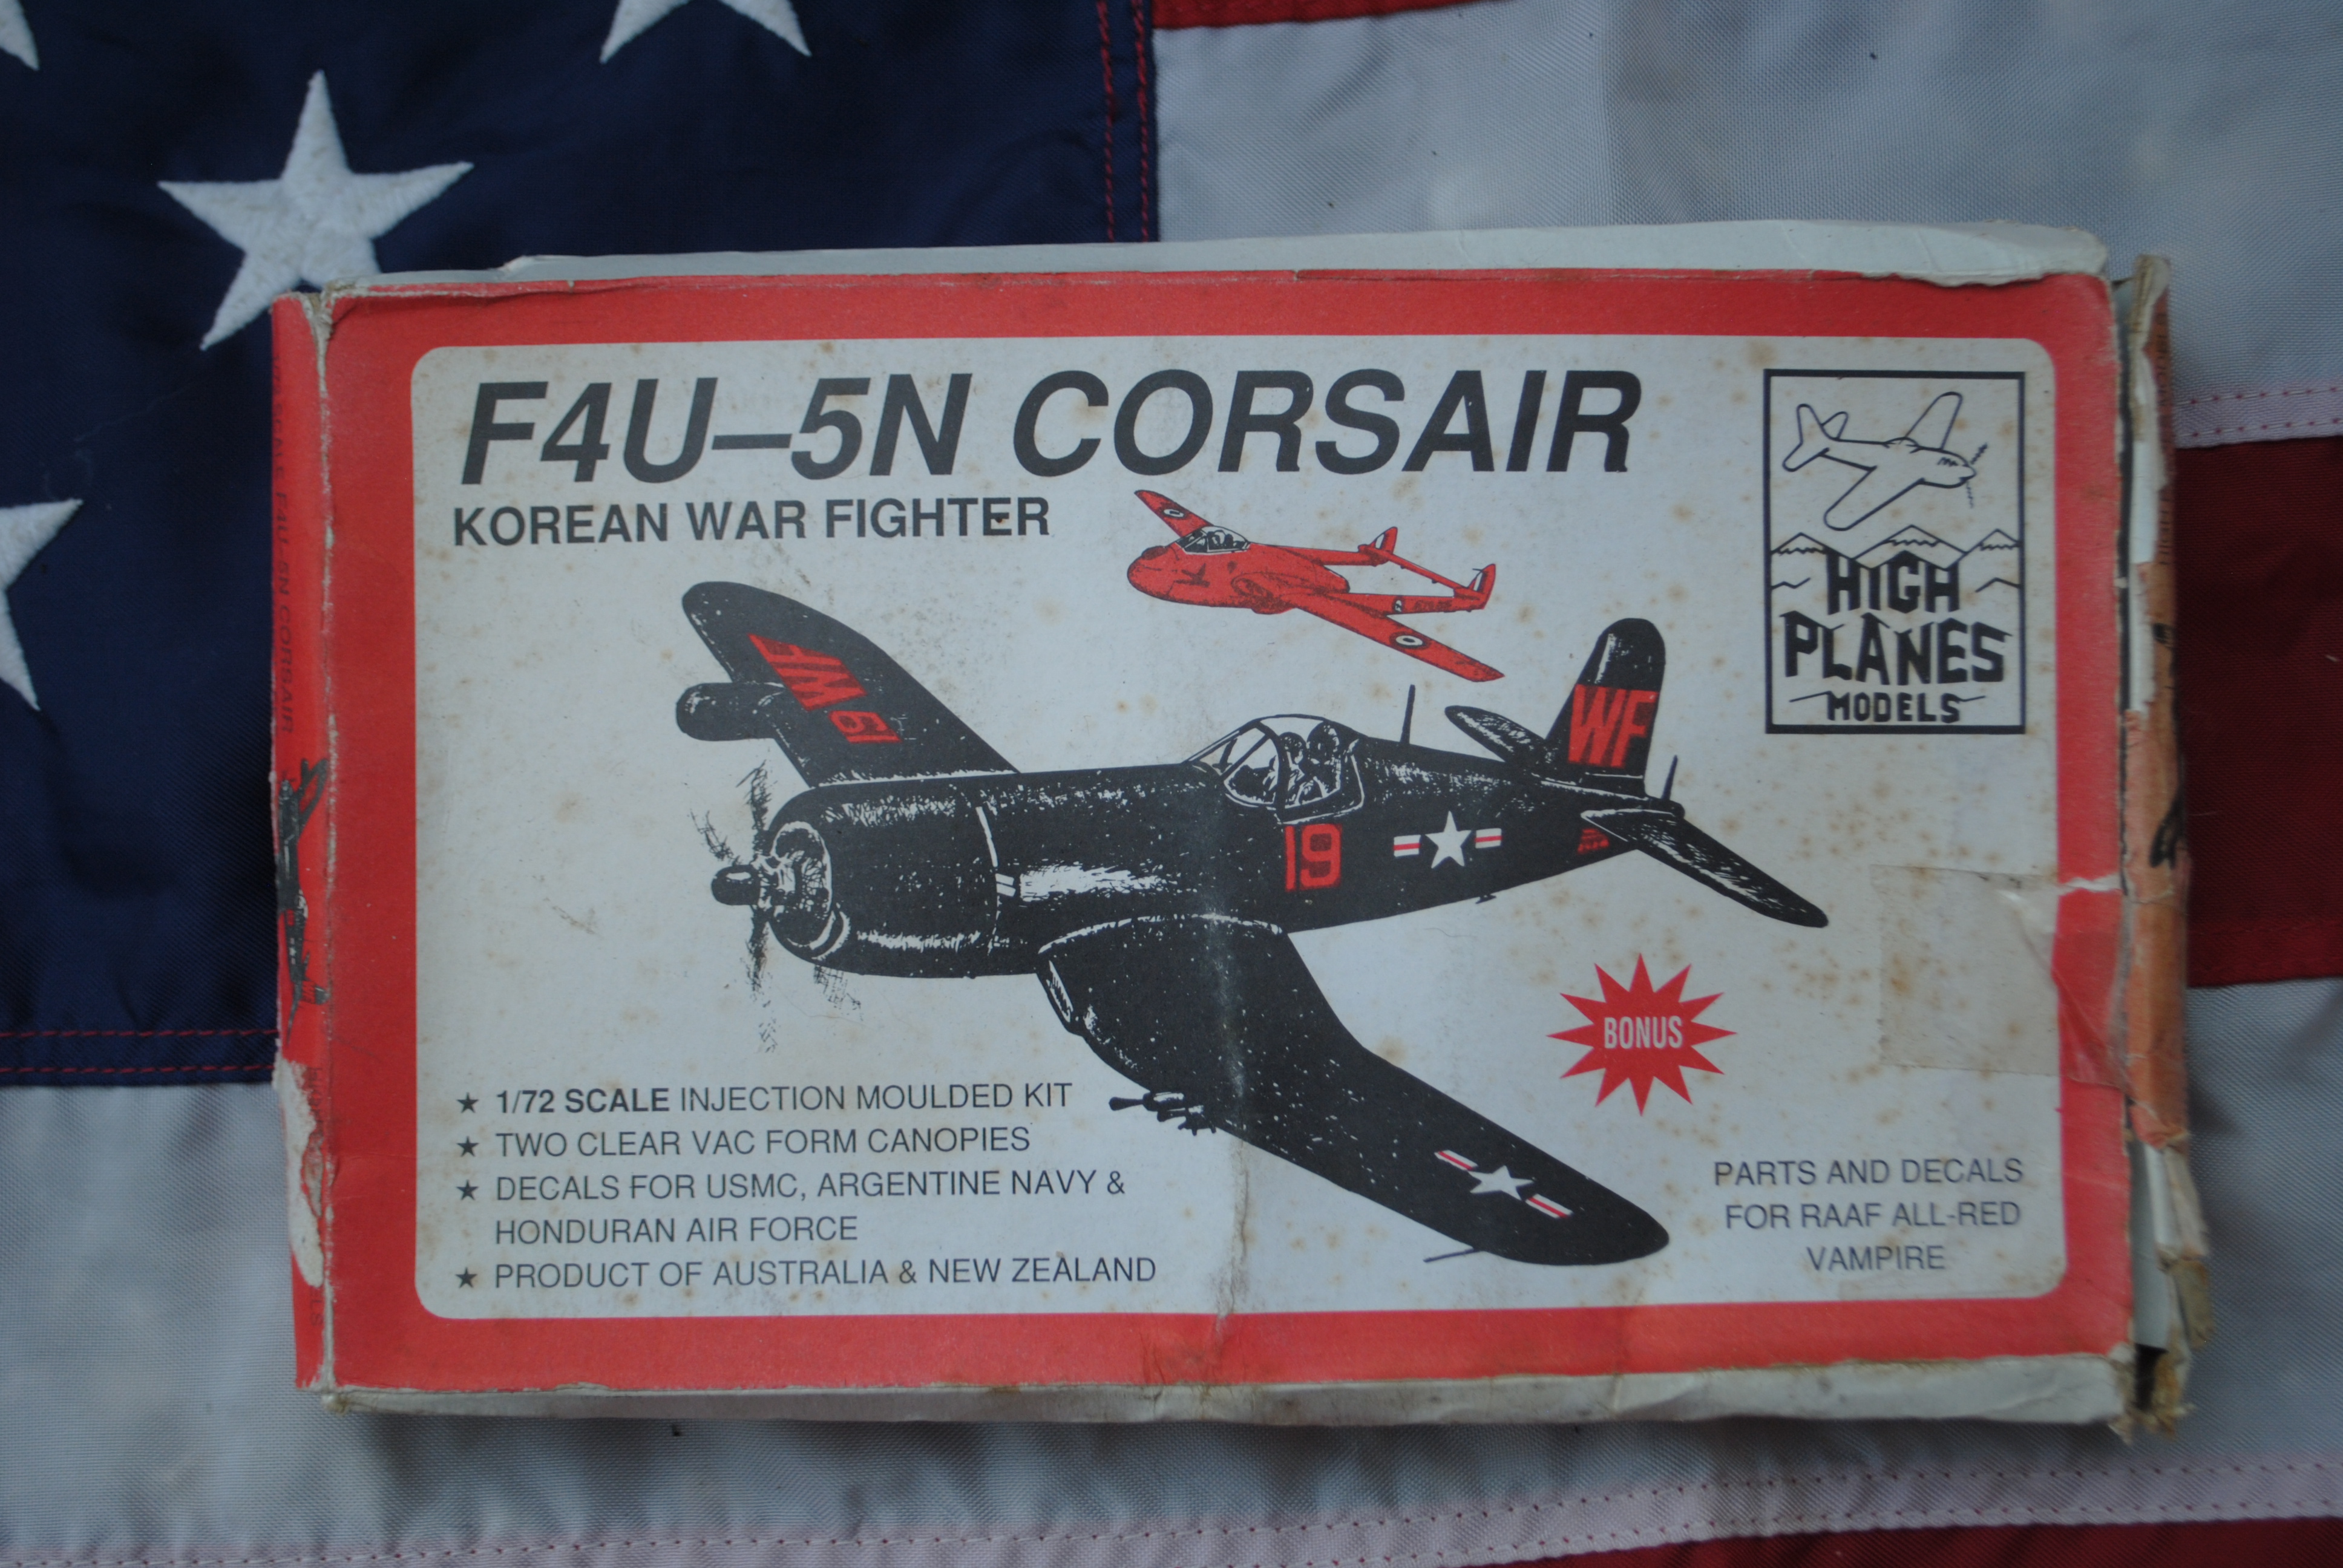 F4U–5N CORSAIR
KOREAN WAR FIGHTER
HIGH
PLANES
MODELS
WF 19
WF
19
BONUS
★ 1/72 SCALE INJECTION MOULDED KIT
★ TWO CLEAR VAC FORM CANOPIES
★ DECALS FOR USMC, ARGENTINE NAVY &
HONDURAN AIR FORCE
★ PRODUCT OF AUSTRALIA & NEW ZEALAND
PARTS AND DECALS
FOR RAAF ALL-RED
VAMPIRE
F4U-5N CORSAIR